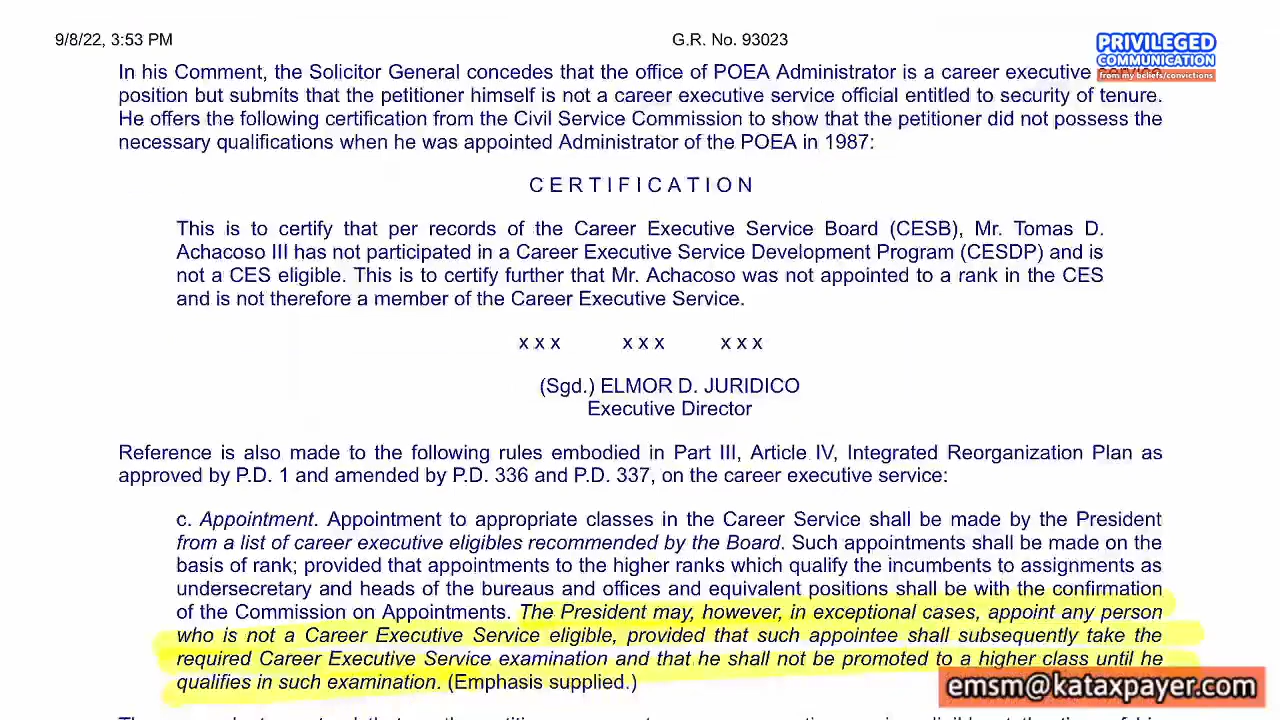 9/8/22, 3:53 PM
G.R. No. 93023
PRIVILEGED
COMMUNICATION
from my beliefs/convictions
In his Comment, the Solicitor General concedes that the office of POEA Administrator is a career executive service
position but submits that the petitioner himself is not a career executive service official entitled to security of tenure.
He offers the following certification from the Civil Service Commission to show that the petitioner did not possess the
necessary qualifications when he was appointed Administrator of the POEA in 1987:
C E R T I F I C A T I O N
This is to certify that per records of the Career Executive Service Board (CESB), Mr. Tomas D.
Achacoso III has not participated in a Career Executive Service Development Program (CESDP) and is
not a CES eligible. This is to certify further that Mr. Achacoso was not appointed to a rank in the CES
and is not therefore a member of the Career Executive Service.
x x x x x x x x x
(Sgd.) ELMOR D. JURIDICO
Executive Director
Reference is also made to the following rules embodied in Part III, Article IV, Integrated Reorganization Plan as
approved by P.D. 1 and amended by P.D. 336 and P.D. 337, on the career executive service:
c. Appointment. Appointment to appropriate classes in the Career Service shall be made by the President
from a list of career executive eligibles recommended by the Board. Such appointments shall be made on the
basis of rank; provided that appointments to the higher ranks which qualify the incumbents to assignments as
undersecretary and heads of the bureaus and offices and equivalent positions shall be with the confirmation
of the Commission on Appointments. The President may, however, in exceptional cases, appoint any person
who is not a Career Executive Service eligible, provided that such appointee shall subsequently take the
required Career Executive Service examination and that he shall not be promoted to a higher class until he
qualifies in such examination. (Emphasis supplied.)
emsm@kataxpayer.com